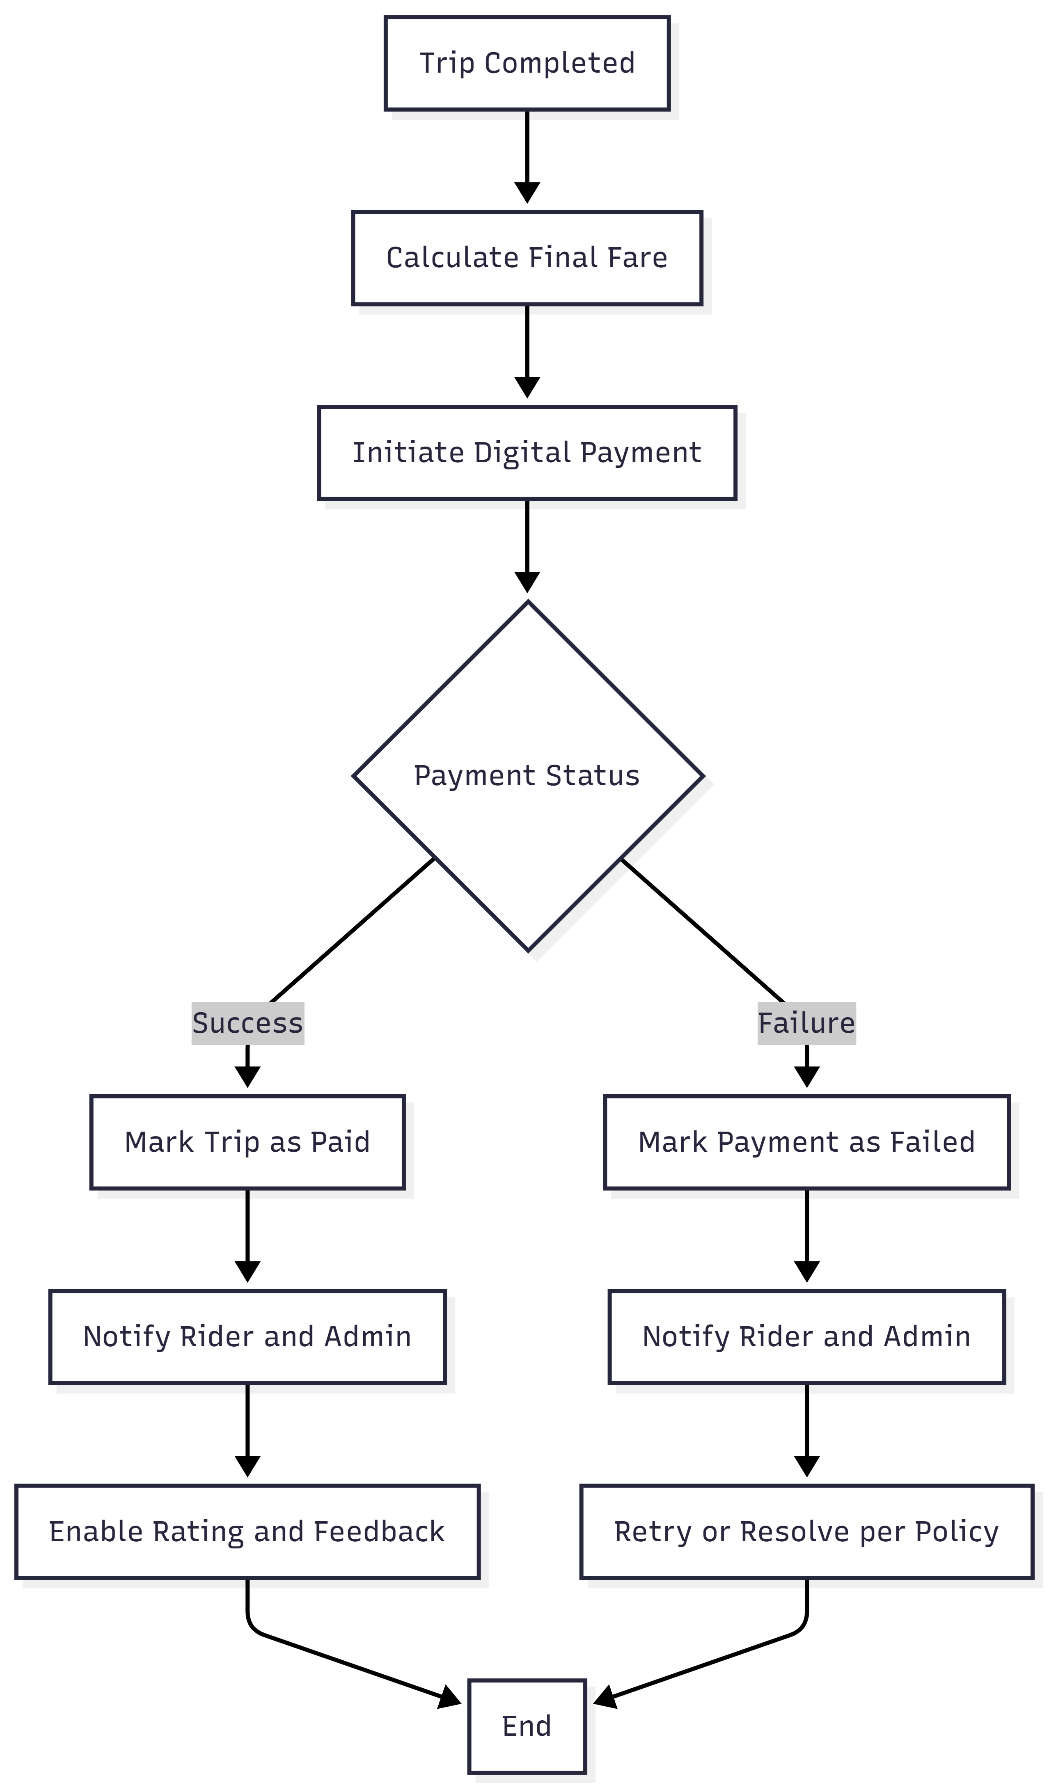 Trip Completed
Calculate Final Fare
Initiate Digital Payment
Payment Status
Success
Failure
Mark Trip as Paid
Mark Payment as Failed
Notify Rider and Admin
Notify Rider and Admin
Enable Rating and Feedback
Retry or Resolve per Policy
End